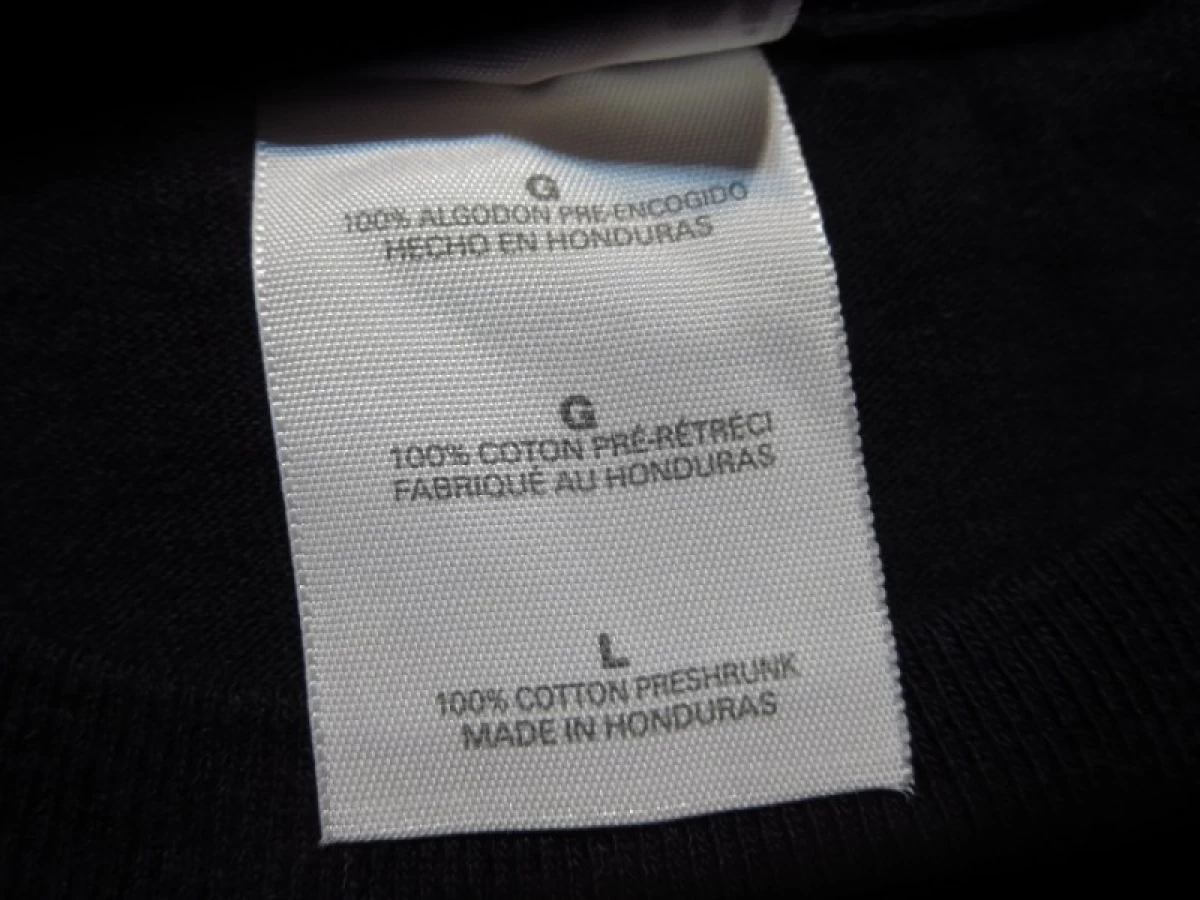 G
100% ALGODON PRE-ENCOGIDO
HECHO EN HONDURAS
G
100% COTON PRÉ-RÉTRÉCI
FABRIQUÉ AU HONDURAS
L
100% COTTON PRESHRUNK
MADE IN HONDURAS